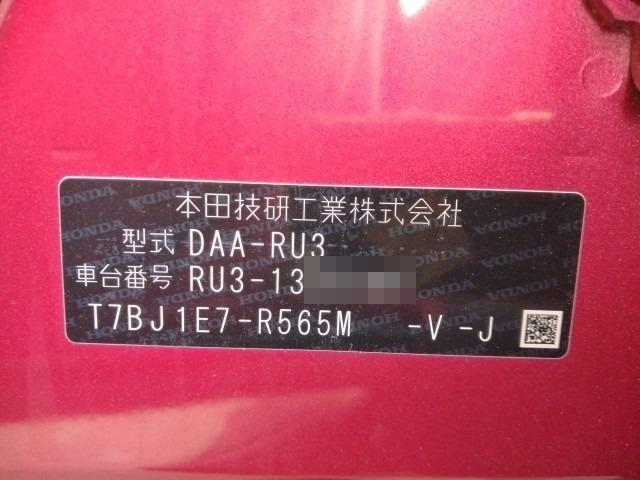 本田技研工業株式会社
型式 DAA-RU3
車台番号 RU3-13
T7BJ1E7-R565M -V -J